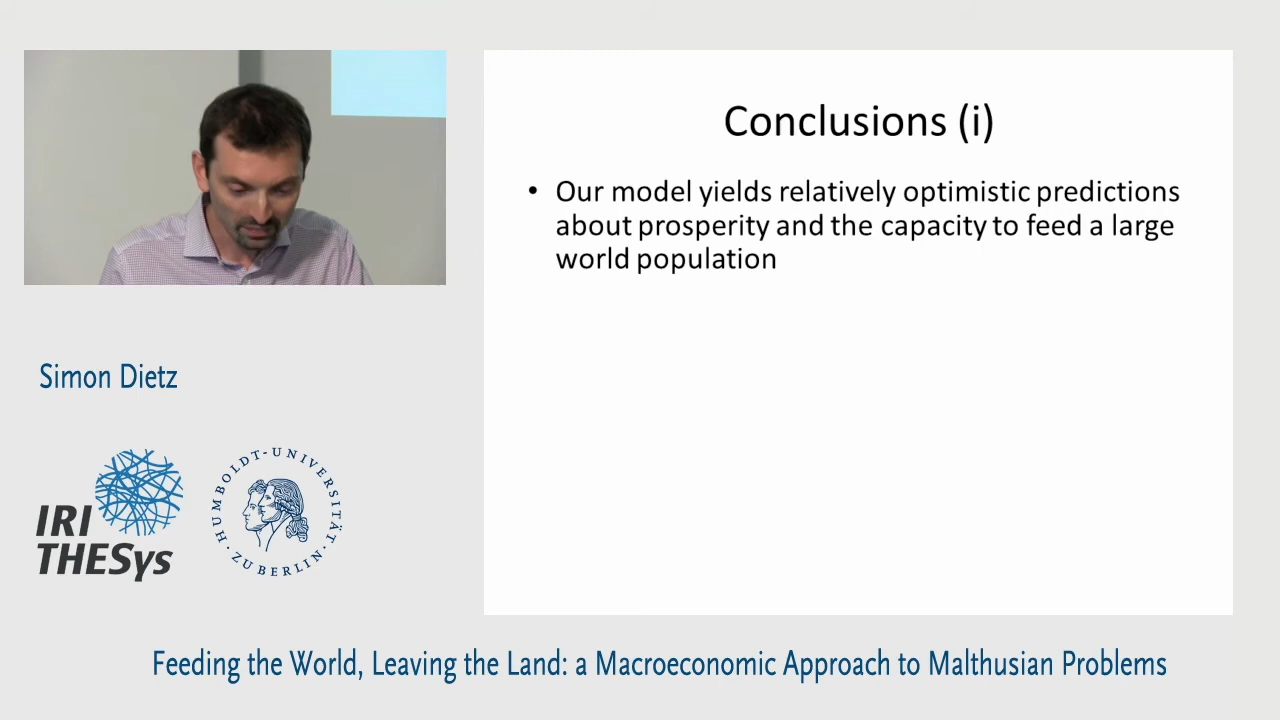 Conclusions (i)
• Our model yields relatively optimistic predictions
about prosperity and the capacity to feed a large
world population
Simon Dietz
IRI
THESys
HUMBOLDT-UNIVERSITÄT
· ZU BERLIN ·
Feeding the World, Leaving the Land: a Macroeconomic Approach to Malthusian Problems